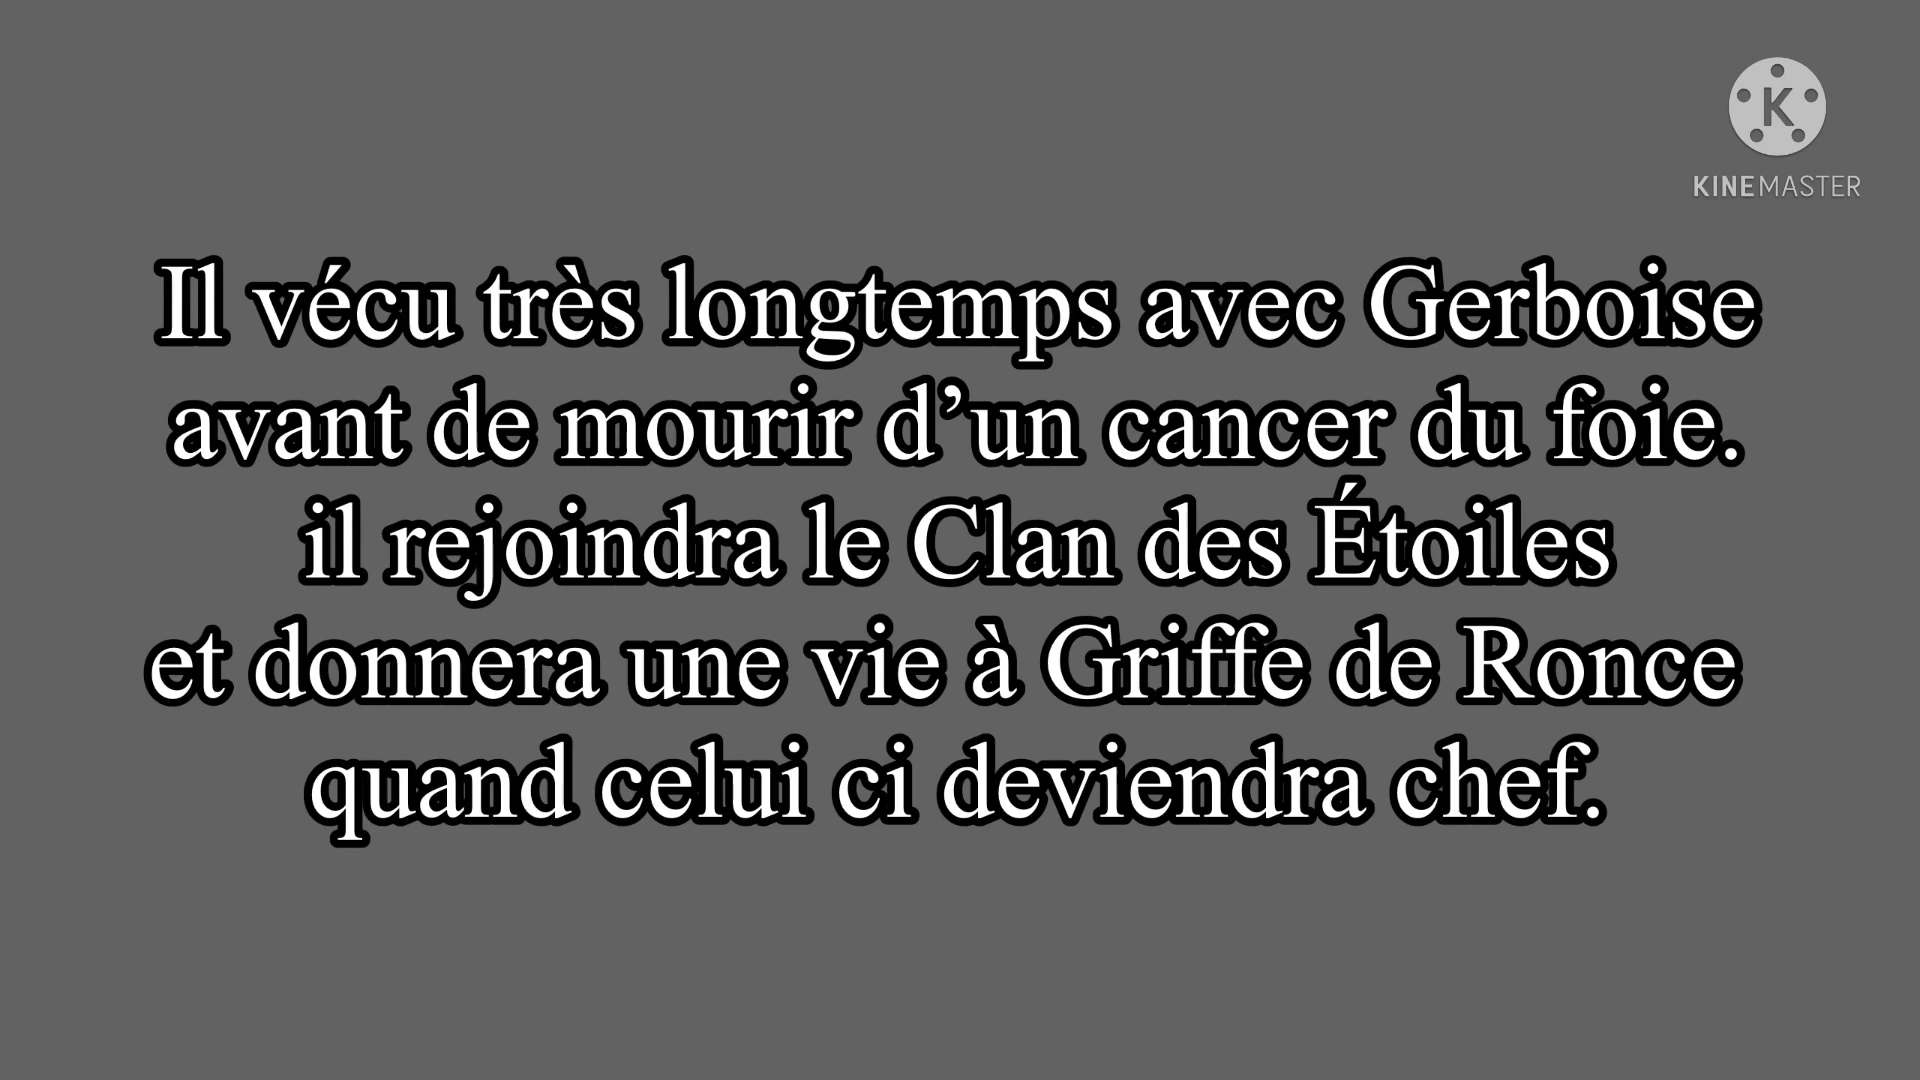 K
KINEMASTER
Il vécu très longtemps avec Gerboise
avant de mourir d’un cancer du foie.
il rejoindra le Clan des Étoiles
et donnera une vie à Griffe de Ronce
quand celui ci deviendra chef.